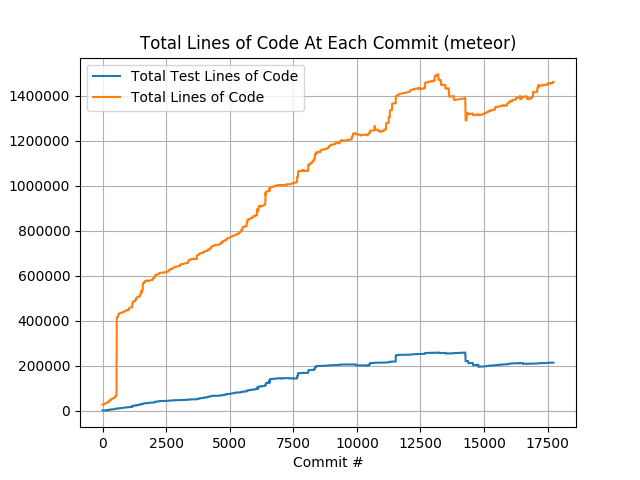 Total Lines of Code At Each Commit (meteor)
Total Test Lines of Code
Total Lines of Code
1400000
1200000
1000000
800000
600000
400000
200000
0
0 2500 5000 7500 10000 12500 15000 17500
Commit #